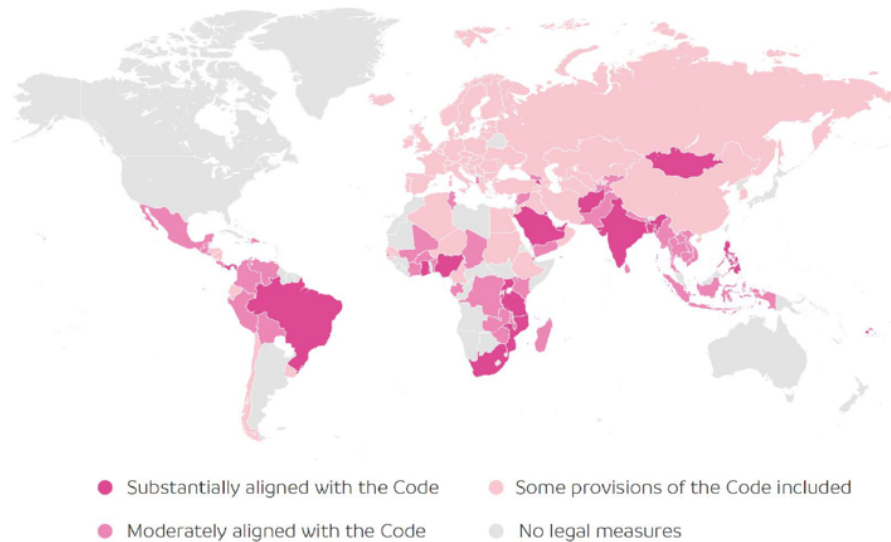 Substantially aligned with the Code
Some provisions of the Code included
Moderately aligned with the Code
No legal measures